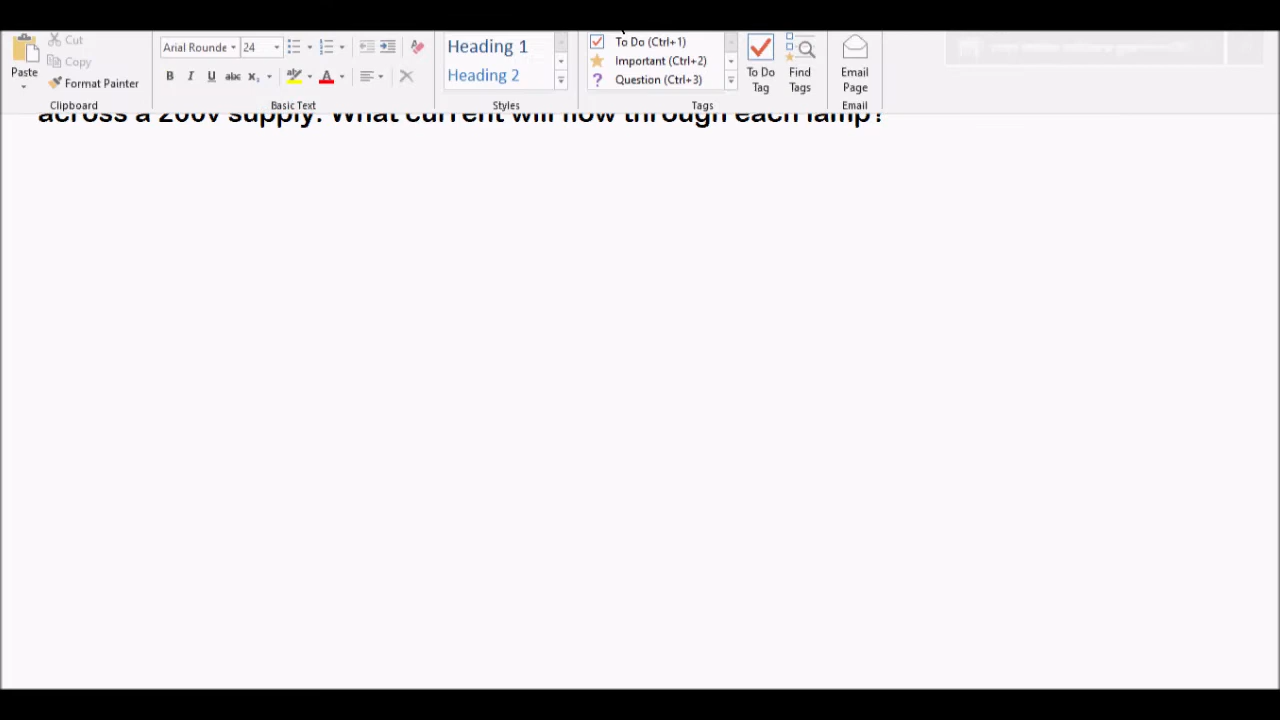 Cut
To Do (Ctrl+1)
Arial Rounde 24
Heading 1
Copy
Important (Ctrl+2)
Paste
To Do
Find
Email
B I U abc x₂ A
Heading 2
Question (Ctrl+3)
Format Painter
Tag
Tags
Page
Clipboard
Basic Text
Styles
Tags
Email
across a 200v supply. What current will flow through each lamp?